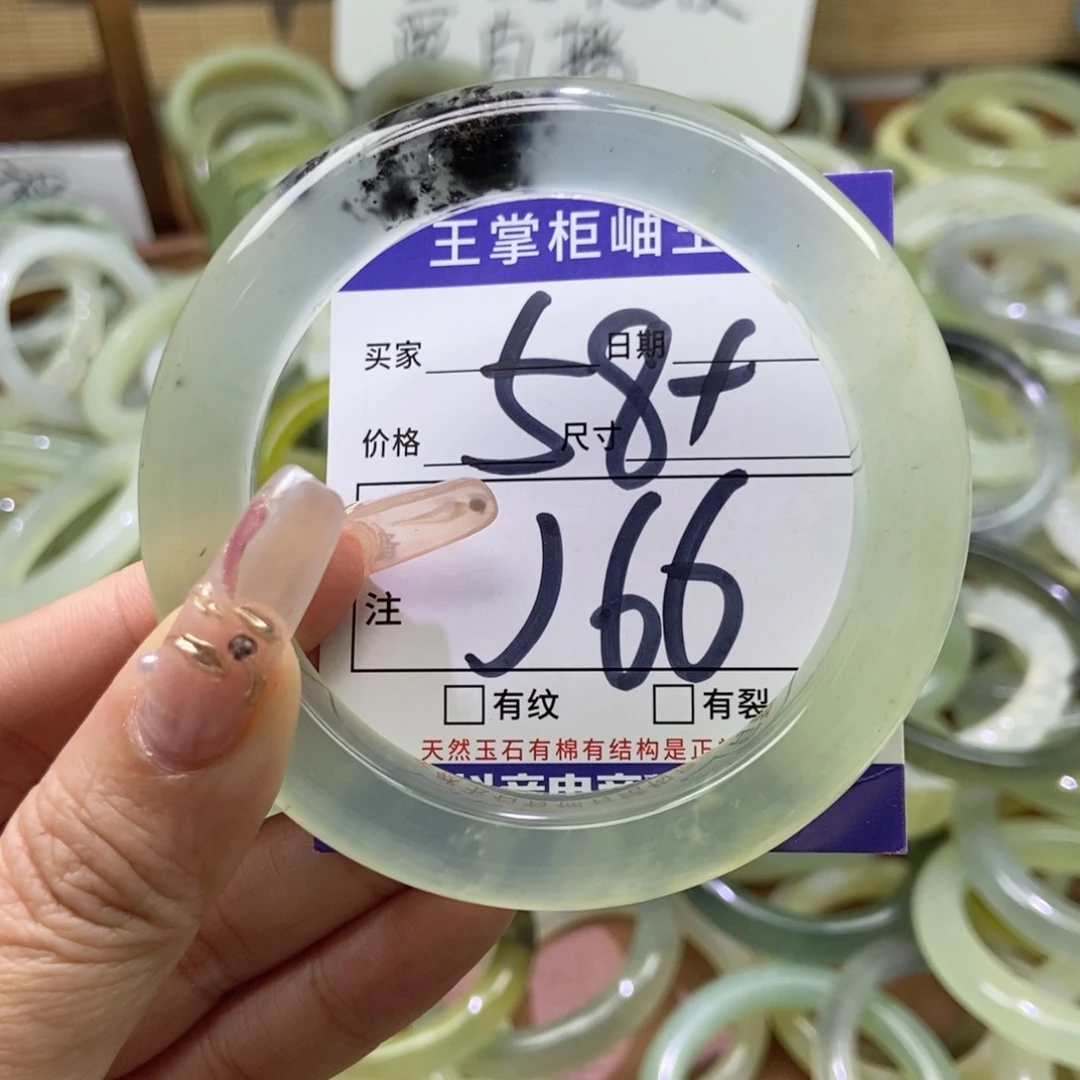 王掌柜岫玉
买家 日期
58+
价格 尺寸
166
注
有纹 有裂
天然玉石有棉有结构是正